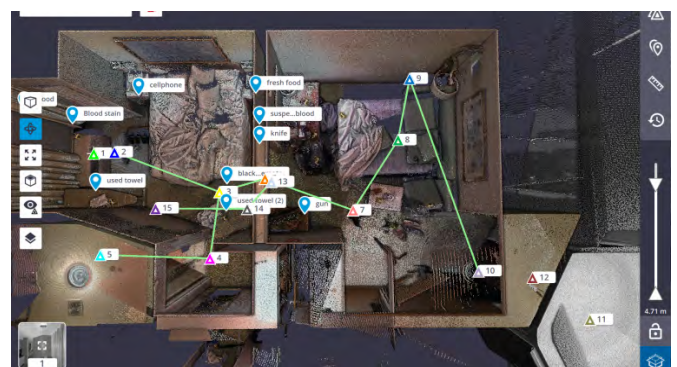 cellphone
fresh food
ood
Blood stain
suspe...blood
knife
9
8
1
2
black...
used towel
3
13
used towel (2)
gun
15
14
7
5
4
10
12
11
4.71 m
1